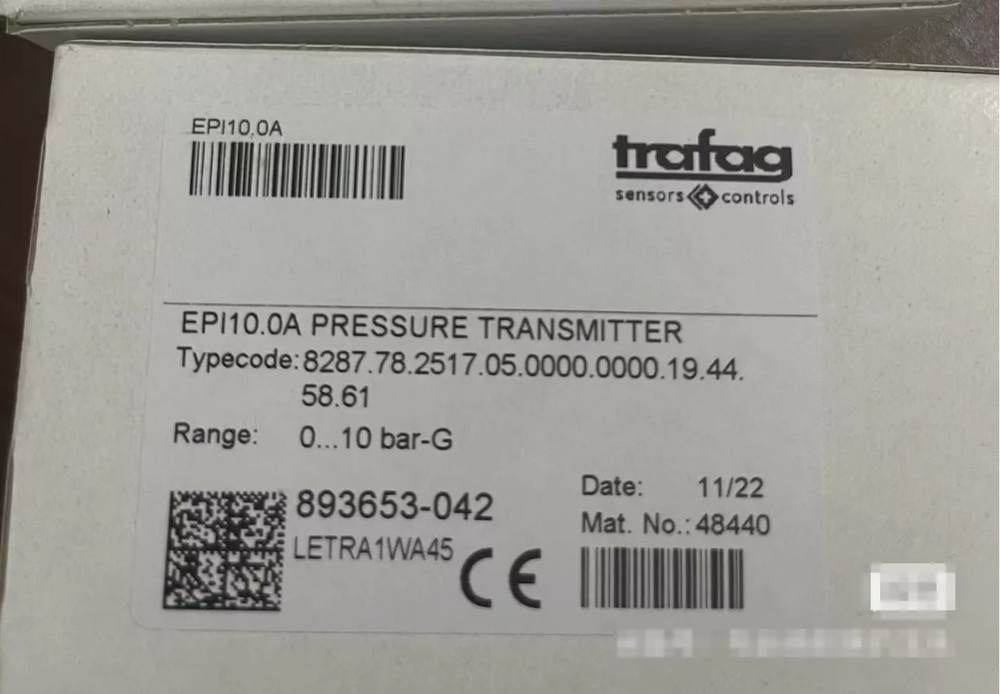 EPI10.0A
trafag
sensors controls
EPI10.0A PRESSURE TRANSMITTER
Typecode: 8287.78.2517.05.0000.0000.19.44.
58.61
Range: 0...10 bar-G
893653-042
LETRA1WA45
CE
Date: 11/22
Mat. No.: 48440